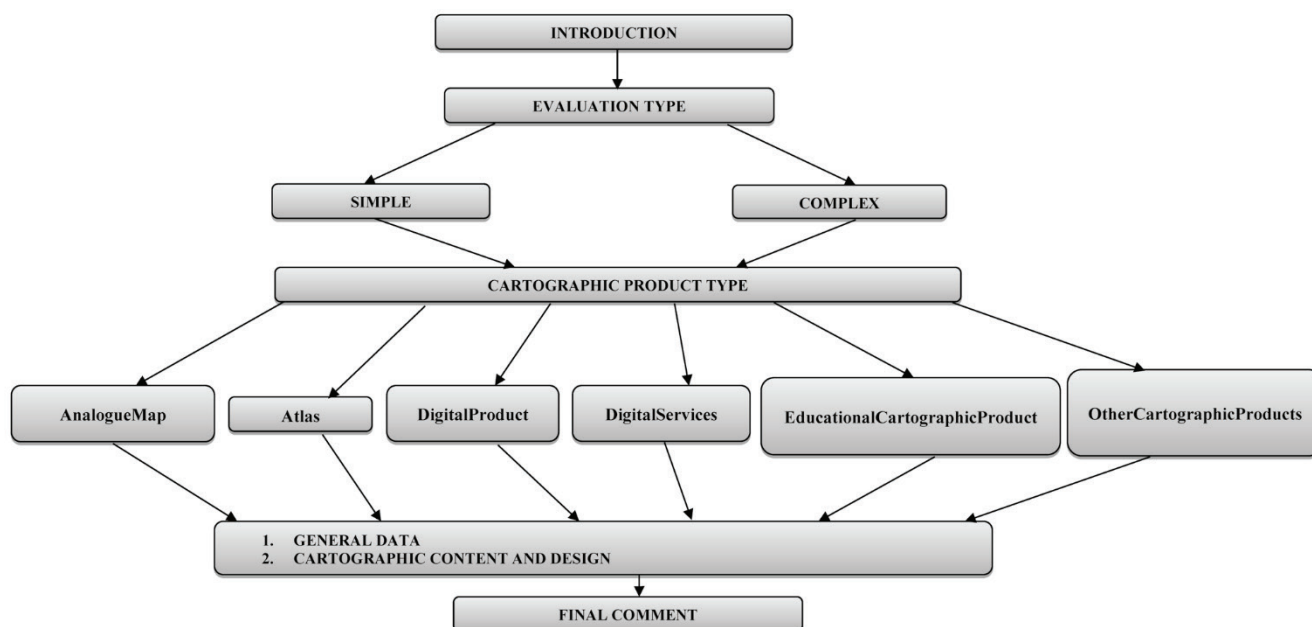 INTRODUCTION
EVALUATION TYPE
SIMPLE
COMPLEX
CARTOGRAPHIC PRODUCT TYPE
AnalogueMap
Atlas
DigitalProduct
DigitalServices
EducationalCartographicProduct
OtherCartographicProducts
1. GENERAL DATA
2. CARTOGRAPHIC CONTENT AND DESIGN
FINAL COMMENT